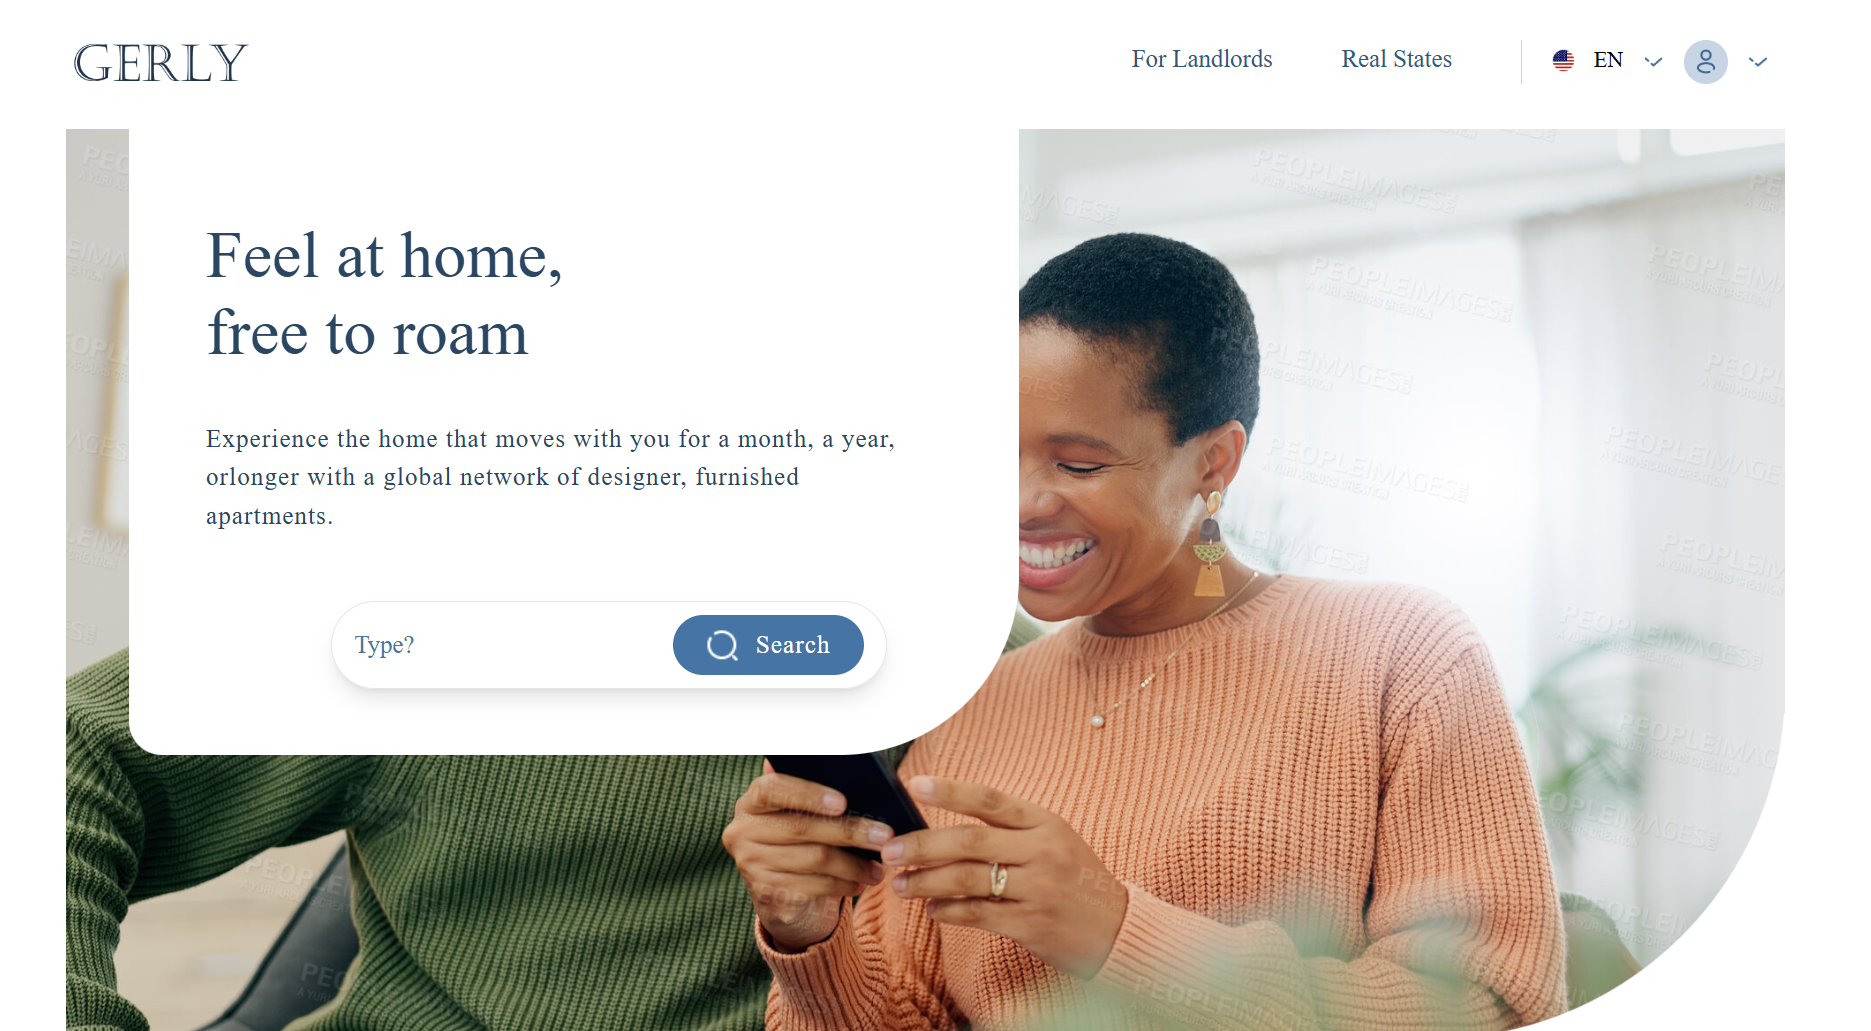 GERLY
For Landlords
Real States
EN
Feel at home,
free to roam
Experience the home that moves with you for a month, a year,
orlonger with a global network of designer, furnished
apartments.
Type?
Search
PEOPLEIMAGES
A YURI ARCURS CREATION